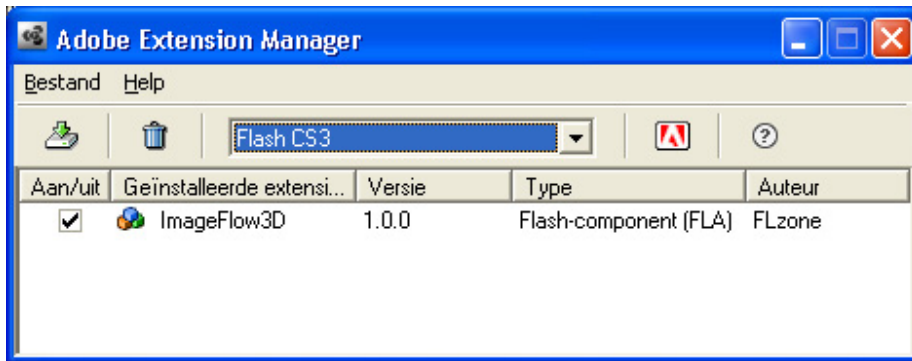 Adobe Extension Manager
Bestand Help
Flash CS3
Aan/uit Geïnstalleerde extensi... Versie Type Auteur
ImageFlow3D 1.0.0 Flash-component (FLA) FLzone